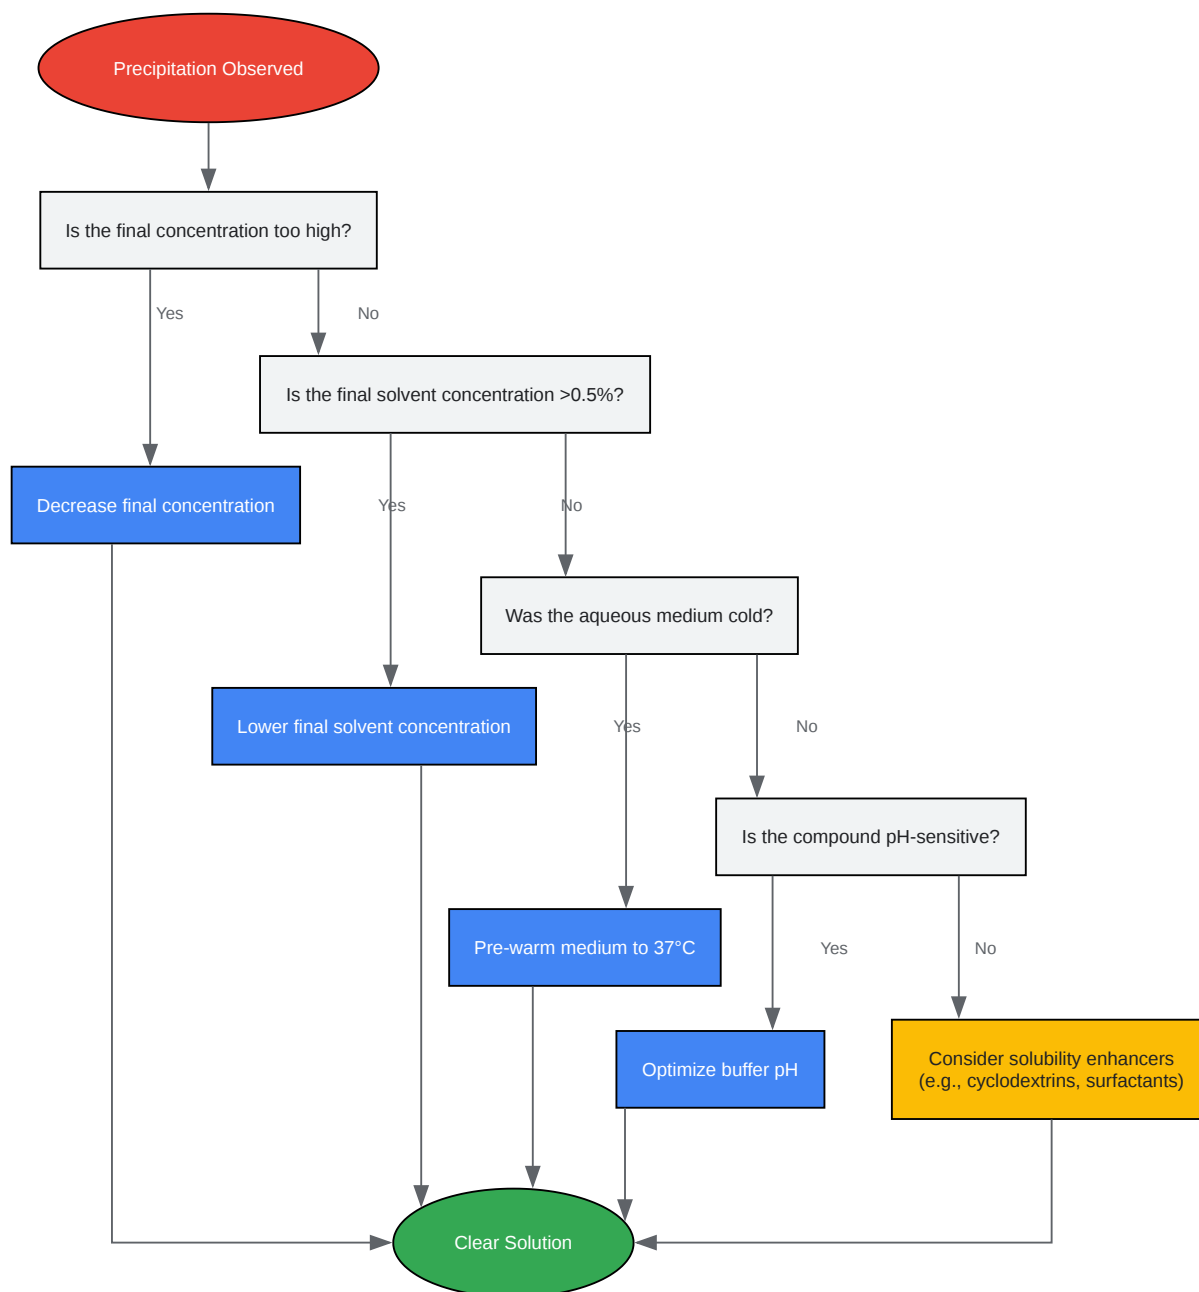 Precipitation Observed
Is the final concentration too high?
Yes
No
Is the final solvent concentration >0.5%?
Decrease final concentration
Yes
No
Was the aqueous medium cold?
Lower final solvent concentration
Yes
No
Is the compound pH-sensitive?
Pre-warm medium to 37°C
Yes
No
Optimize buffer pH
Consider solubility enhancers
(e.g., cyclodextrins, surfactants)
Clear Solution